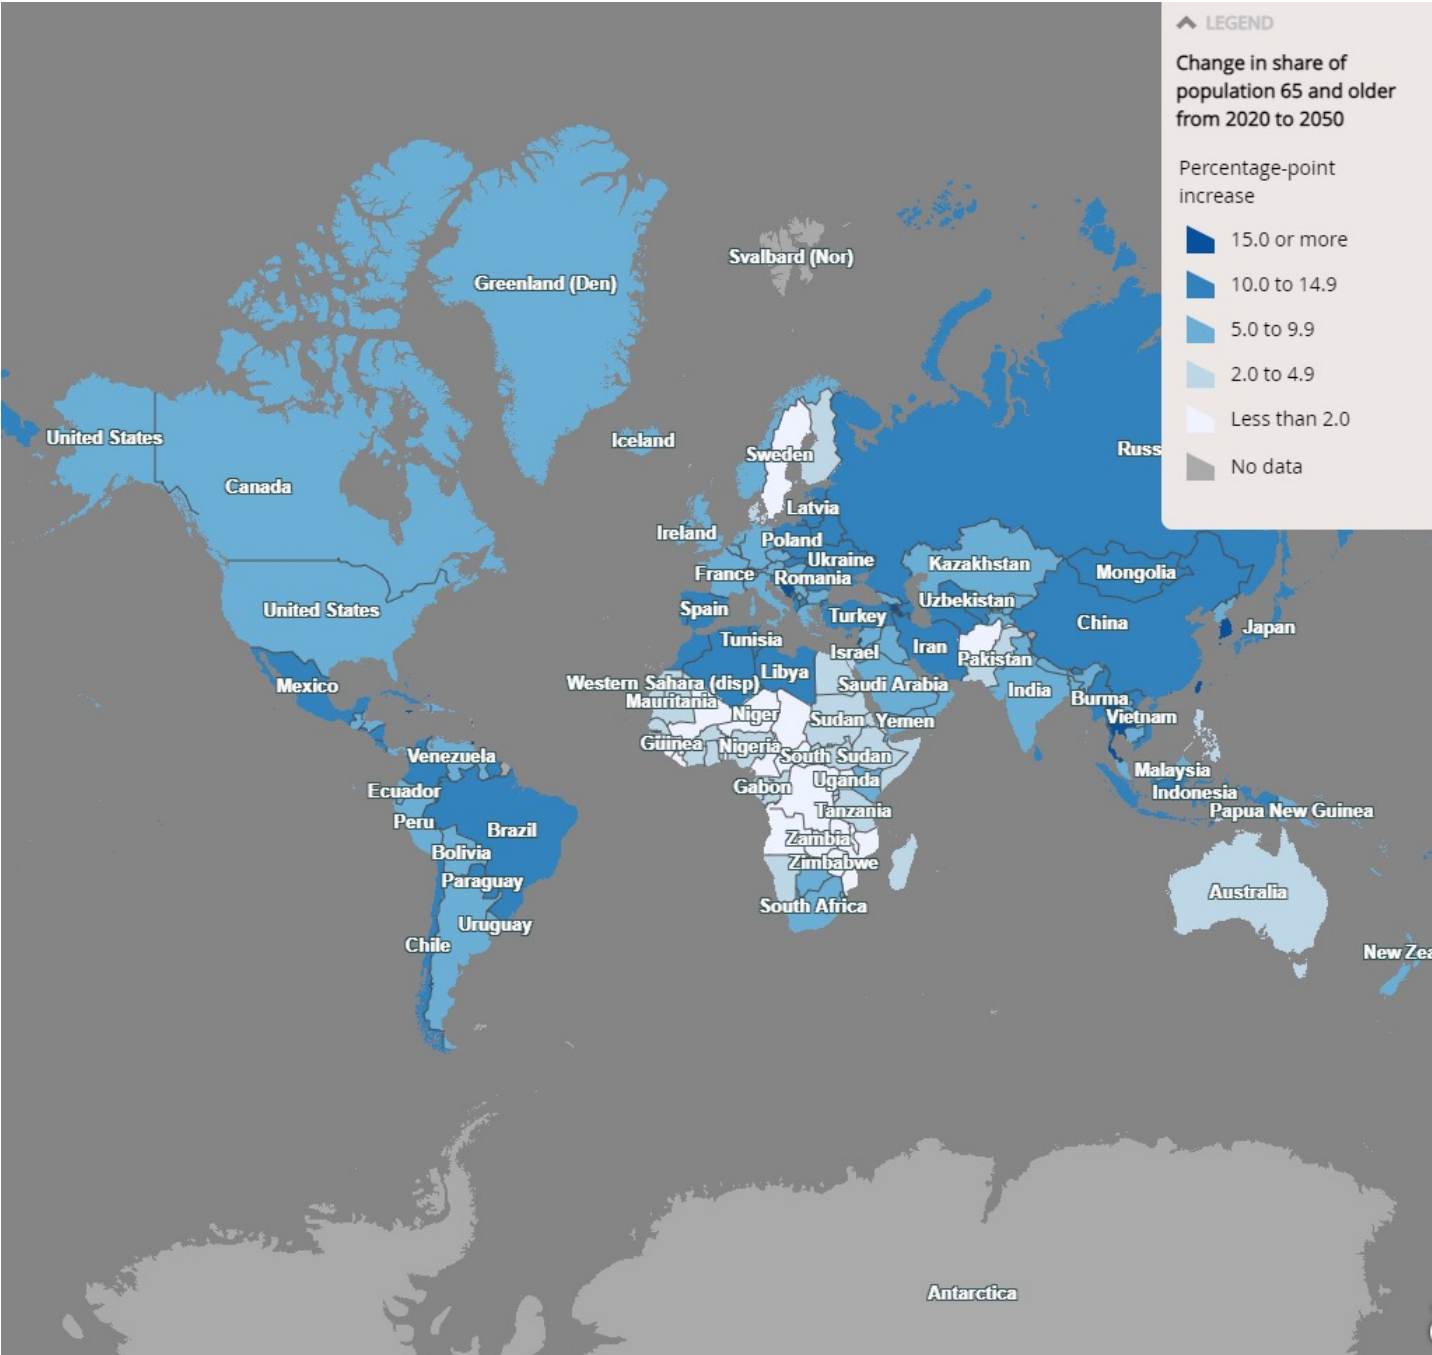 LEGEND
Change in share of
population 65 and older
from 2020 to 2050
Percentage-point
increase
15.0 or more
10.0 to 14.9
5.0 to 9.9
2.0 to 4.9
Less than 2.0
No data
Svalbard (Nor)
Greenland (Den)
United States
Iceland
Sweden
Russ
Canada
Latvia
Ireland
Poland
Ukraine
Kazakhstan
Mongolia
France
Romania
United States
Spain
Turkey
Uzbekistan
China
Japan
Tunisia
Israel
Iran
Pakistan
Mexico
Western Sahara (disp)
Libya
Saudi Arabia
India
Burma
Mauritania
Niger
Sudan
Yemen
Vietnam
Guinea
Nigeria
South Sudan
Venezuela
Malaysia
Ecuador
Gabon
Uganda
Indonesia
Peru
Brazil
Tanzania
Papua New Guinea
Bolivia
Zambia
Zimbabwe
Paraguay
South Africa
Australia
Uruguay
Chile
New Zea
Antarctica